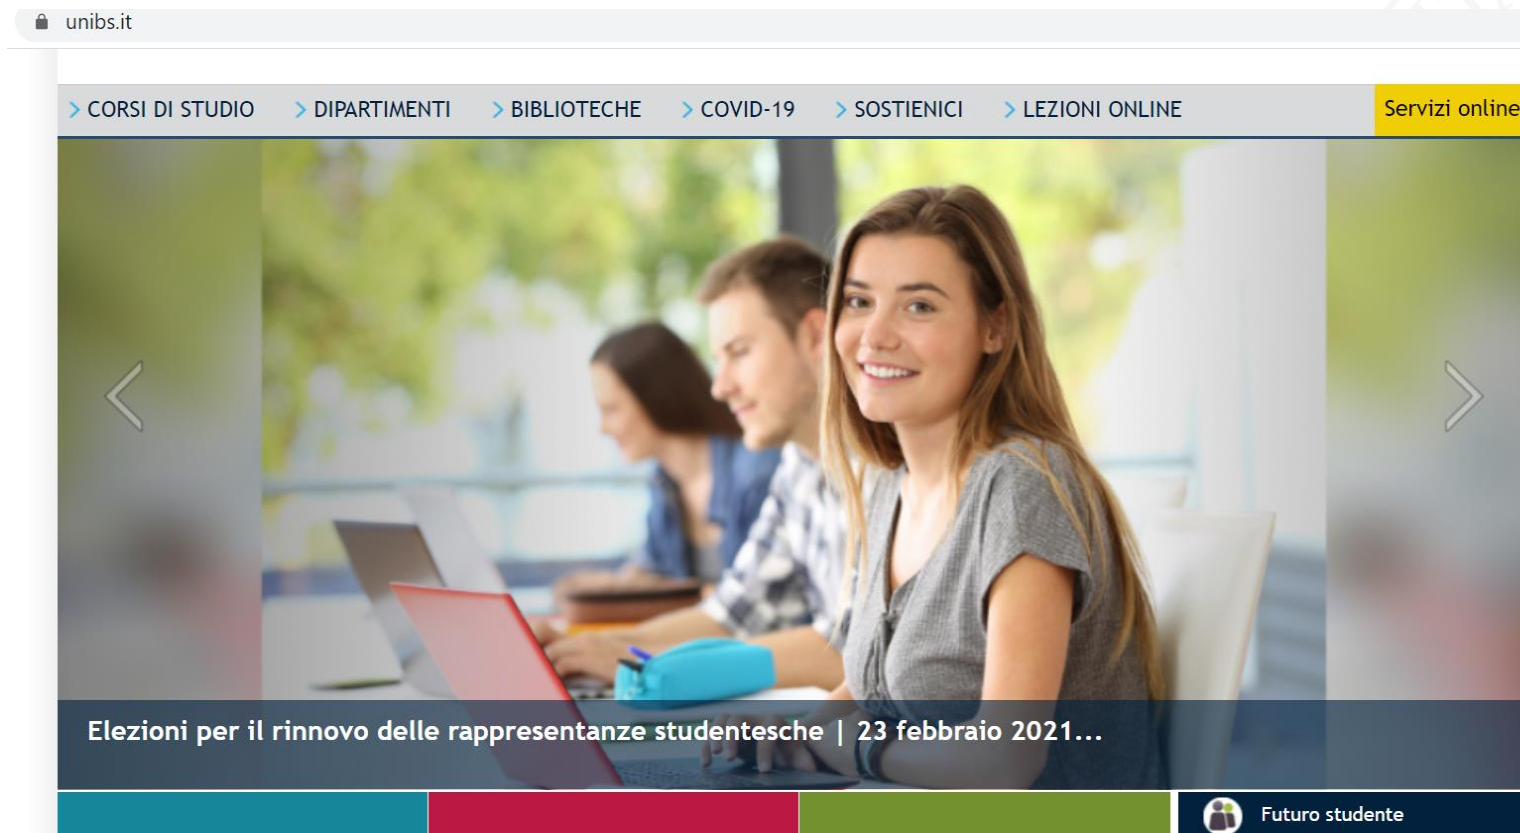 unibs.it
> CORSI DI STUDIO > DIPARTIMENTI > BIBLIOTECHE > COVID-19 > SOSTIENICI > LEZIONI ONLINE Servizi online
Elezioni per il rinnovo delle rappresentanze studentesche | 23 febbraio 2021...
Futuro studente